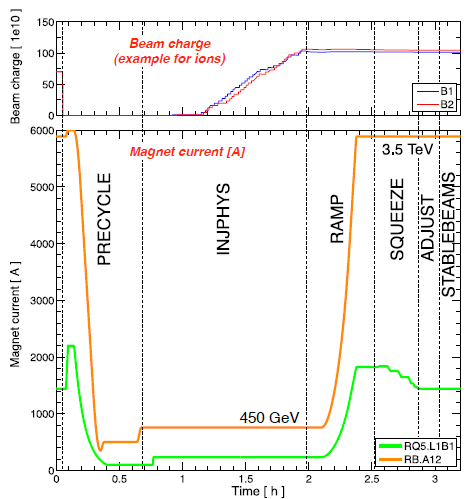 Beam charge [ 1e10 ]
150
100
50
0
Beam charge
(example for ions)
B1
B2
Magnet current [ A ]
6000
5000
4000
3000
2000
1000
0
Magnet current [A]
3.5 TeV
PRECYCLE
INJPHYS
RAMP
SQUEEZE
ADJUST
STABLEBEAMS
450 GeV
RQ5.L1B1
RB.A12
0 0.5 1 1.5 2 2.5 3
Time [ h ]